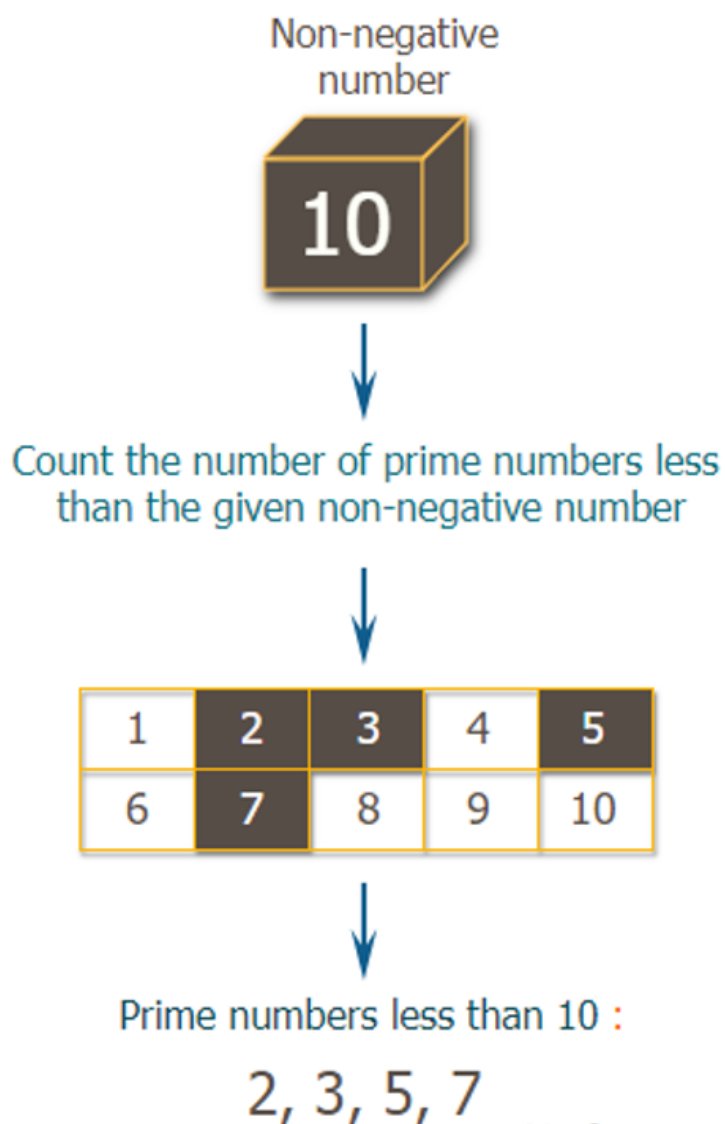 Non-negative
number
10
Count the number of prime numbers less
than the given non-negative number
1 2 3 4 5
6 7 8 9 10
Prime numbers less than 10 :
2, 3, 5, 7